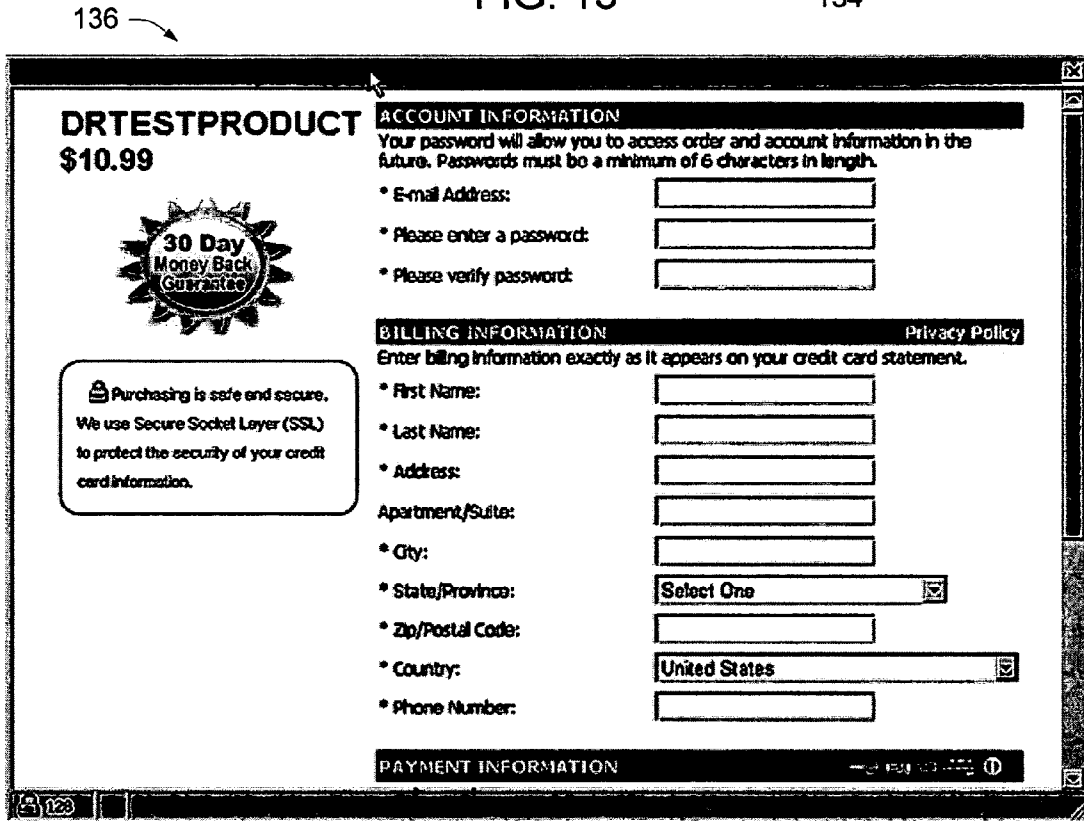 FIG. 13
134
136
DRTESTPRODUCT
$10.99
30 Day
Money Back
Guarantee
Purchasing is safe and secure.
We use Secure Socket Layer (SSL)
to protect the security of your credit
card information.
ACCOUNT INFORMATION
Your password will allow you to access order and account information in the
future. Passwords must be a minimum of 6 characters in length.
* E-mail Address:
* Please enter a password:
* Please verify password:
BILLING INFORMATION Privacy Policy
Enter billing information exactly as it appears on your credit card statement.
* First Name:
* Last Name:
* Address:
Apartment/Suite:
* City:
* State/Province: Select One
* Zip/Postal Code:
* Country: United States
* Phone Number:
PAYMENT INFORMATION
128